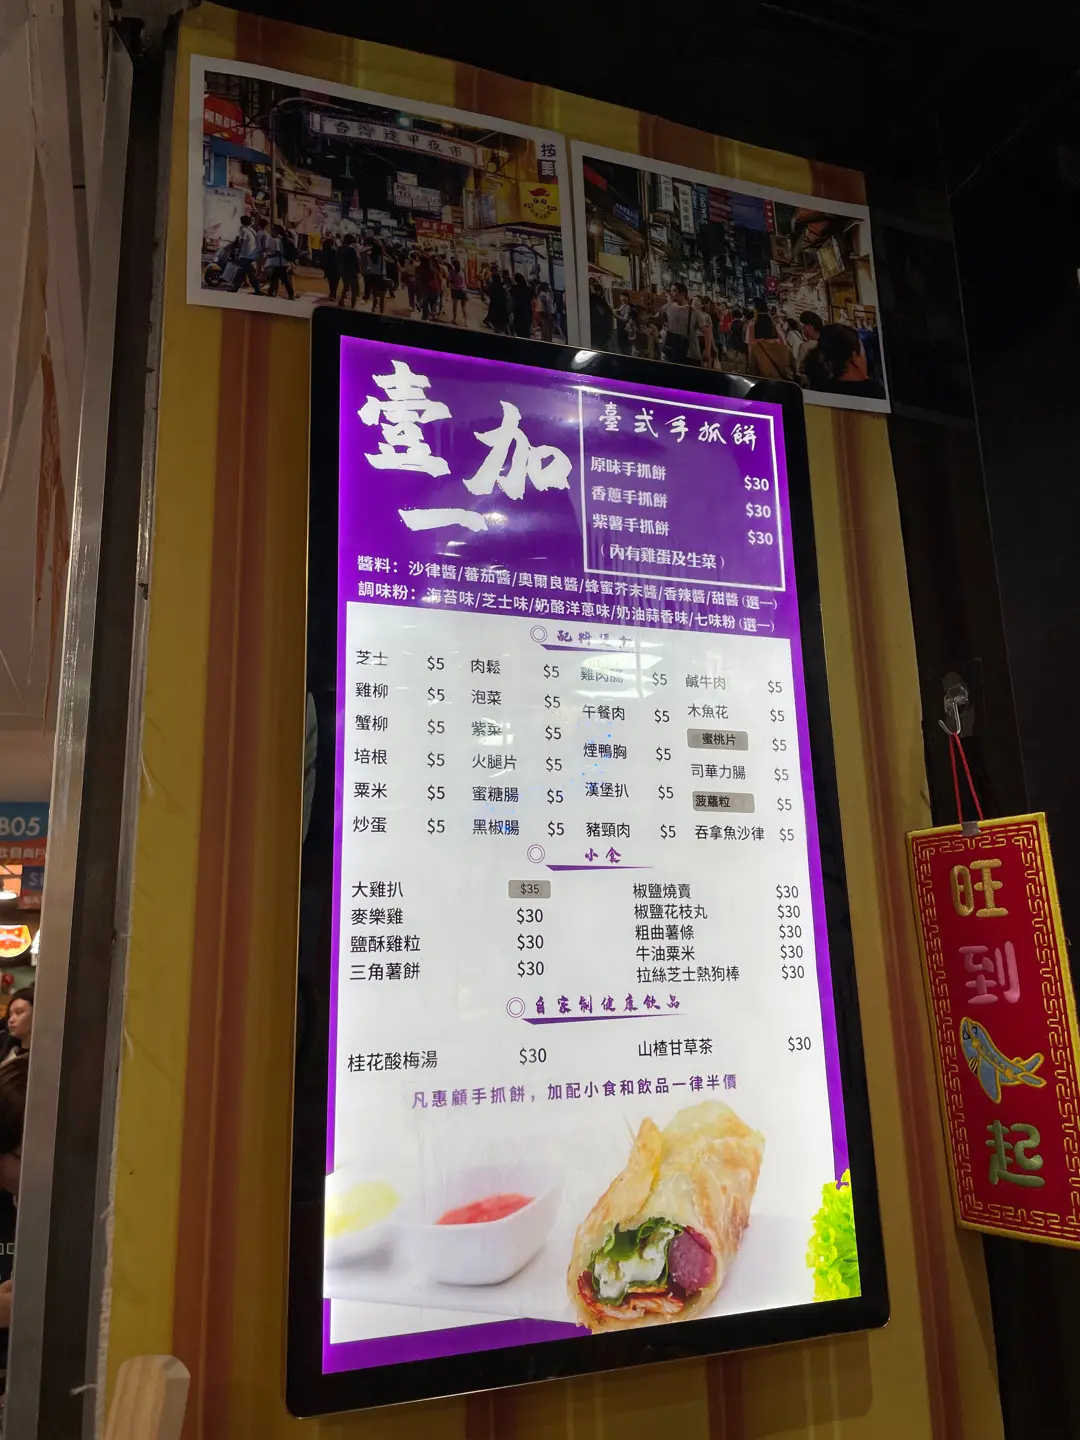 台灣逢甲夜市
壹加一
臺式手抓餅
原味手抓餅 $30
香蔥手抓餅 $30
紫薯手抓餅 $30
(內有雞蛋及生菜)
醬料：沙律醬/蕃茄醬/奧爾良醬/蜂蜜芥末醬/香辣醬/甜醬(選一)
調味粉：海苔味/芝士味/奶酪洋蔥味/奶油蒜香味/七味粉(選一)
芝士 $5 肉鬆 $5 雞肉腸 $5 鹹牛肉 $5
雞柳 $5 泡菜 $5 午餐肉 $5 木魚花 $5
蟹柳 $5 紫菜 $5 煙鴨胸 $5 蜜桃片 $5
培根 $5 火腿片 $5 漢堡扒 $5 司華力腸 $5
粟米 $5 蜜糖腸 $5 豬頸肉 $5 菠蘿粒 $5
炒蛋 $5 黑椒腸 $5 吞拿魚沙律 $5
小食
大雞扒 $35 椒鹽燒賣 $30
麥樂雞 $30 椒鹽花枝丸 $30
鹽酥雞粒 $30 粗曲薯條 $30
三角薯餅 $30 牛油粟米 $30
拉絲芝士熱狗棒 $30
自家制健康飲品
桂花酸梅湯 $30 山楂甘草茶 $30
凡惠顧手抓餅，加配小食和飲品一律半價
旺到起
B05